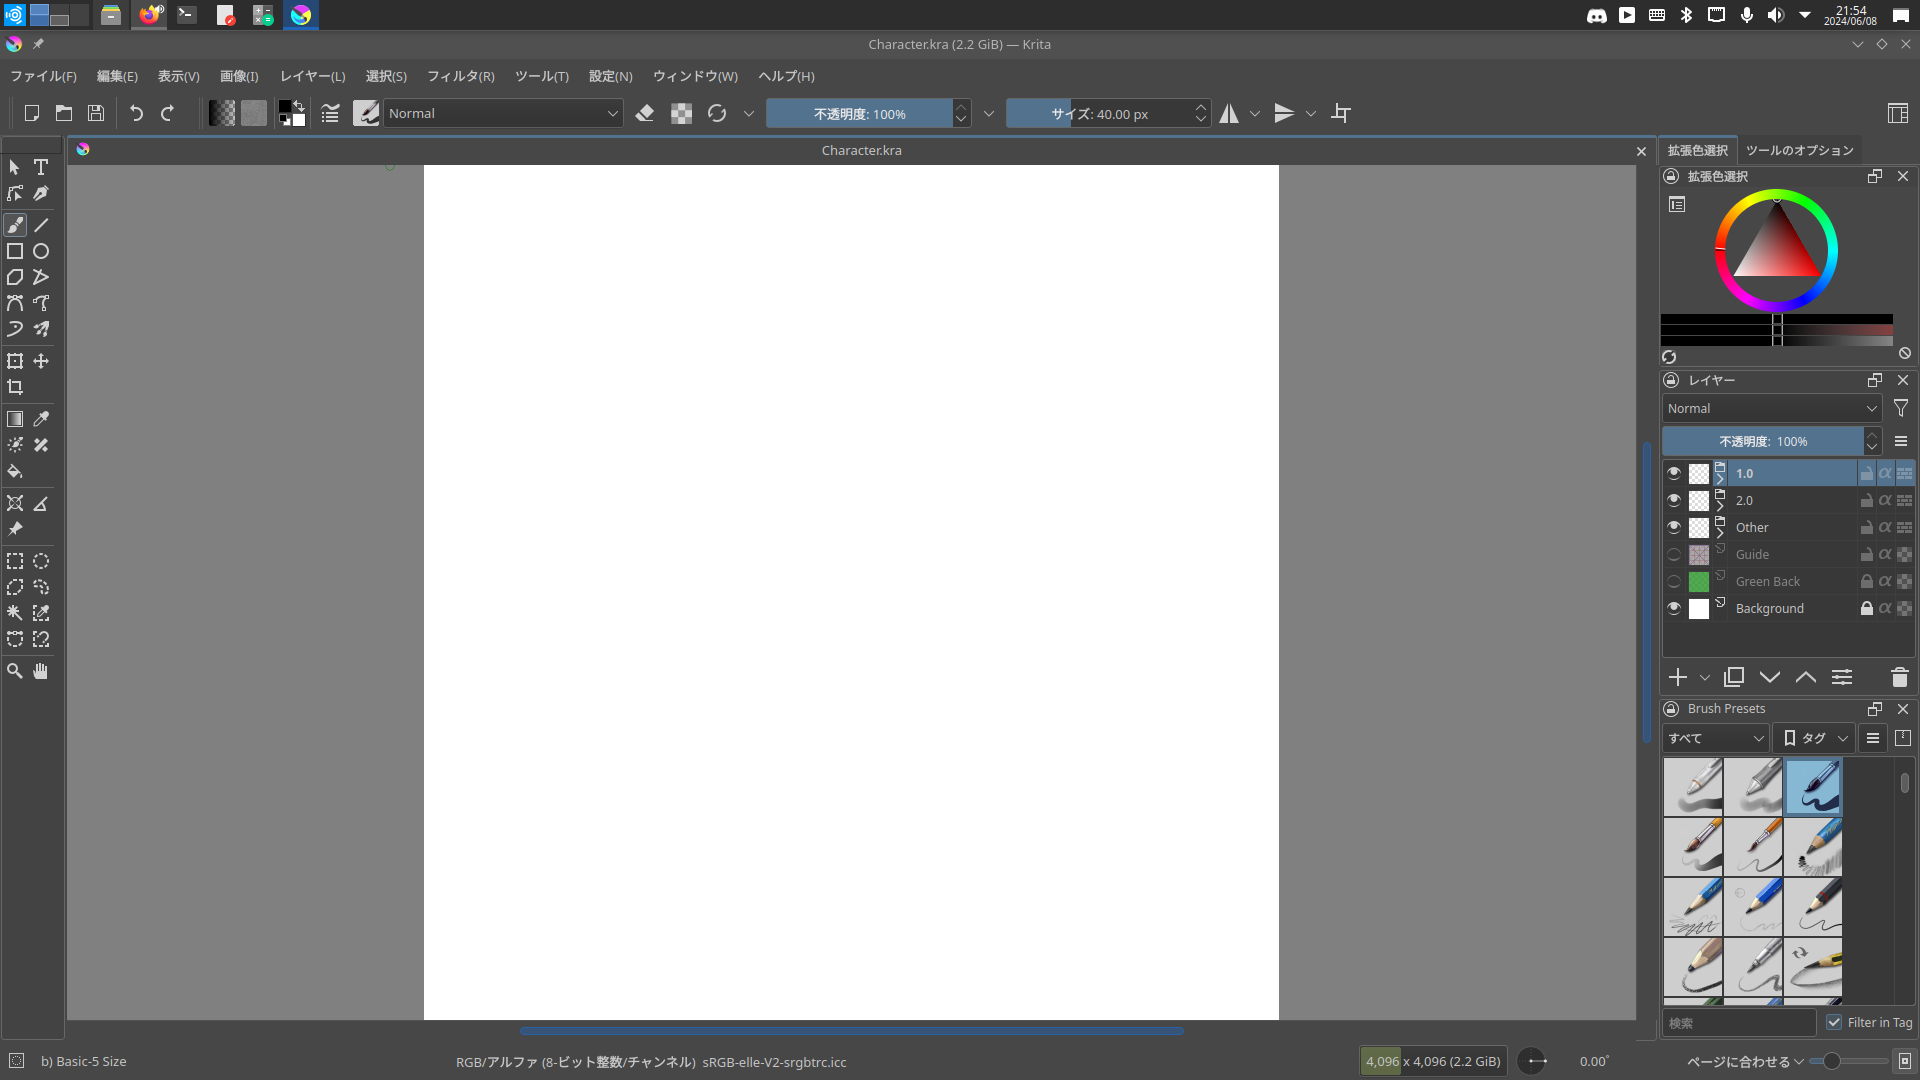 21:54
2024/06/08
Character.kra (2.2 GiB) — Krita
ファイル(F) 編集(E) 表示(V) 画像(I) レイヤー(L) 選択(S) フィルタ(R) ツール(T) 設定(N) ウィンドウ(W) ヘルプ(H)
Normal 不透明度: 100% サイズ: 40.00 px
Character.kra
拡張色選択 ツールのオプション
拡張色選択
レイヤー
Normal
不透明度: 100%
1.0
2.0
Other
Guide
Green Back
Background
Brush Presets
すべて タグ
検索 Filter in Tag
b) Basic-5 Size RGB/アルファ (8-ビット整数/チャンネル) sRGB-elle-V2-srgbtrc.icc 4,096 x 4,096 (2.2 GiB) 0.00° ページに合わせる